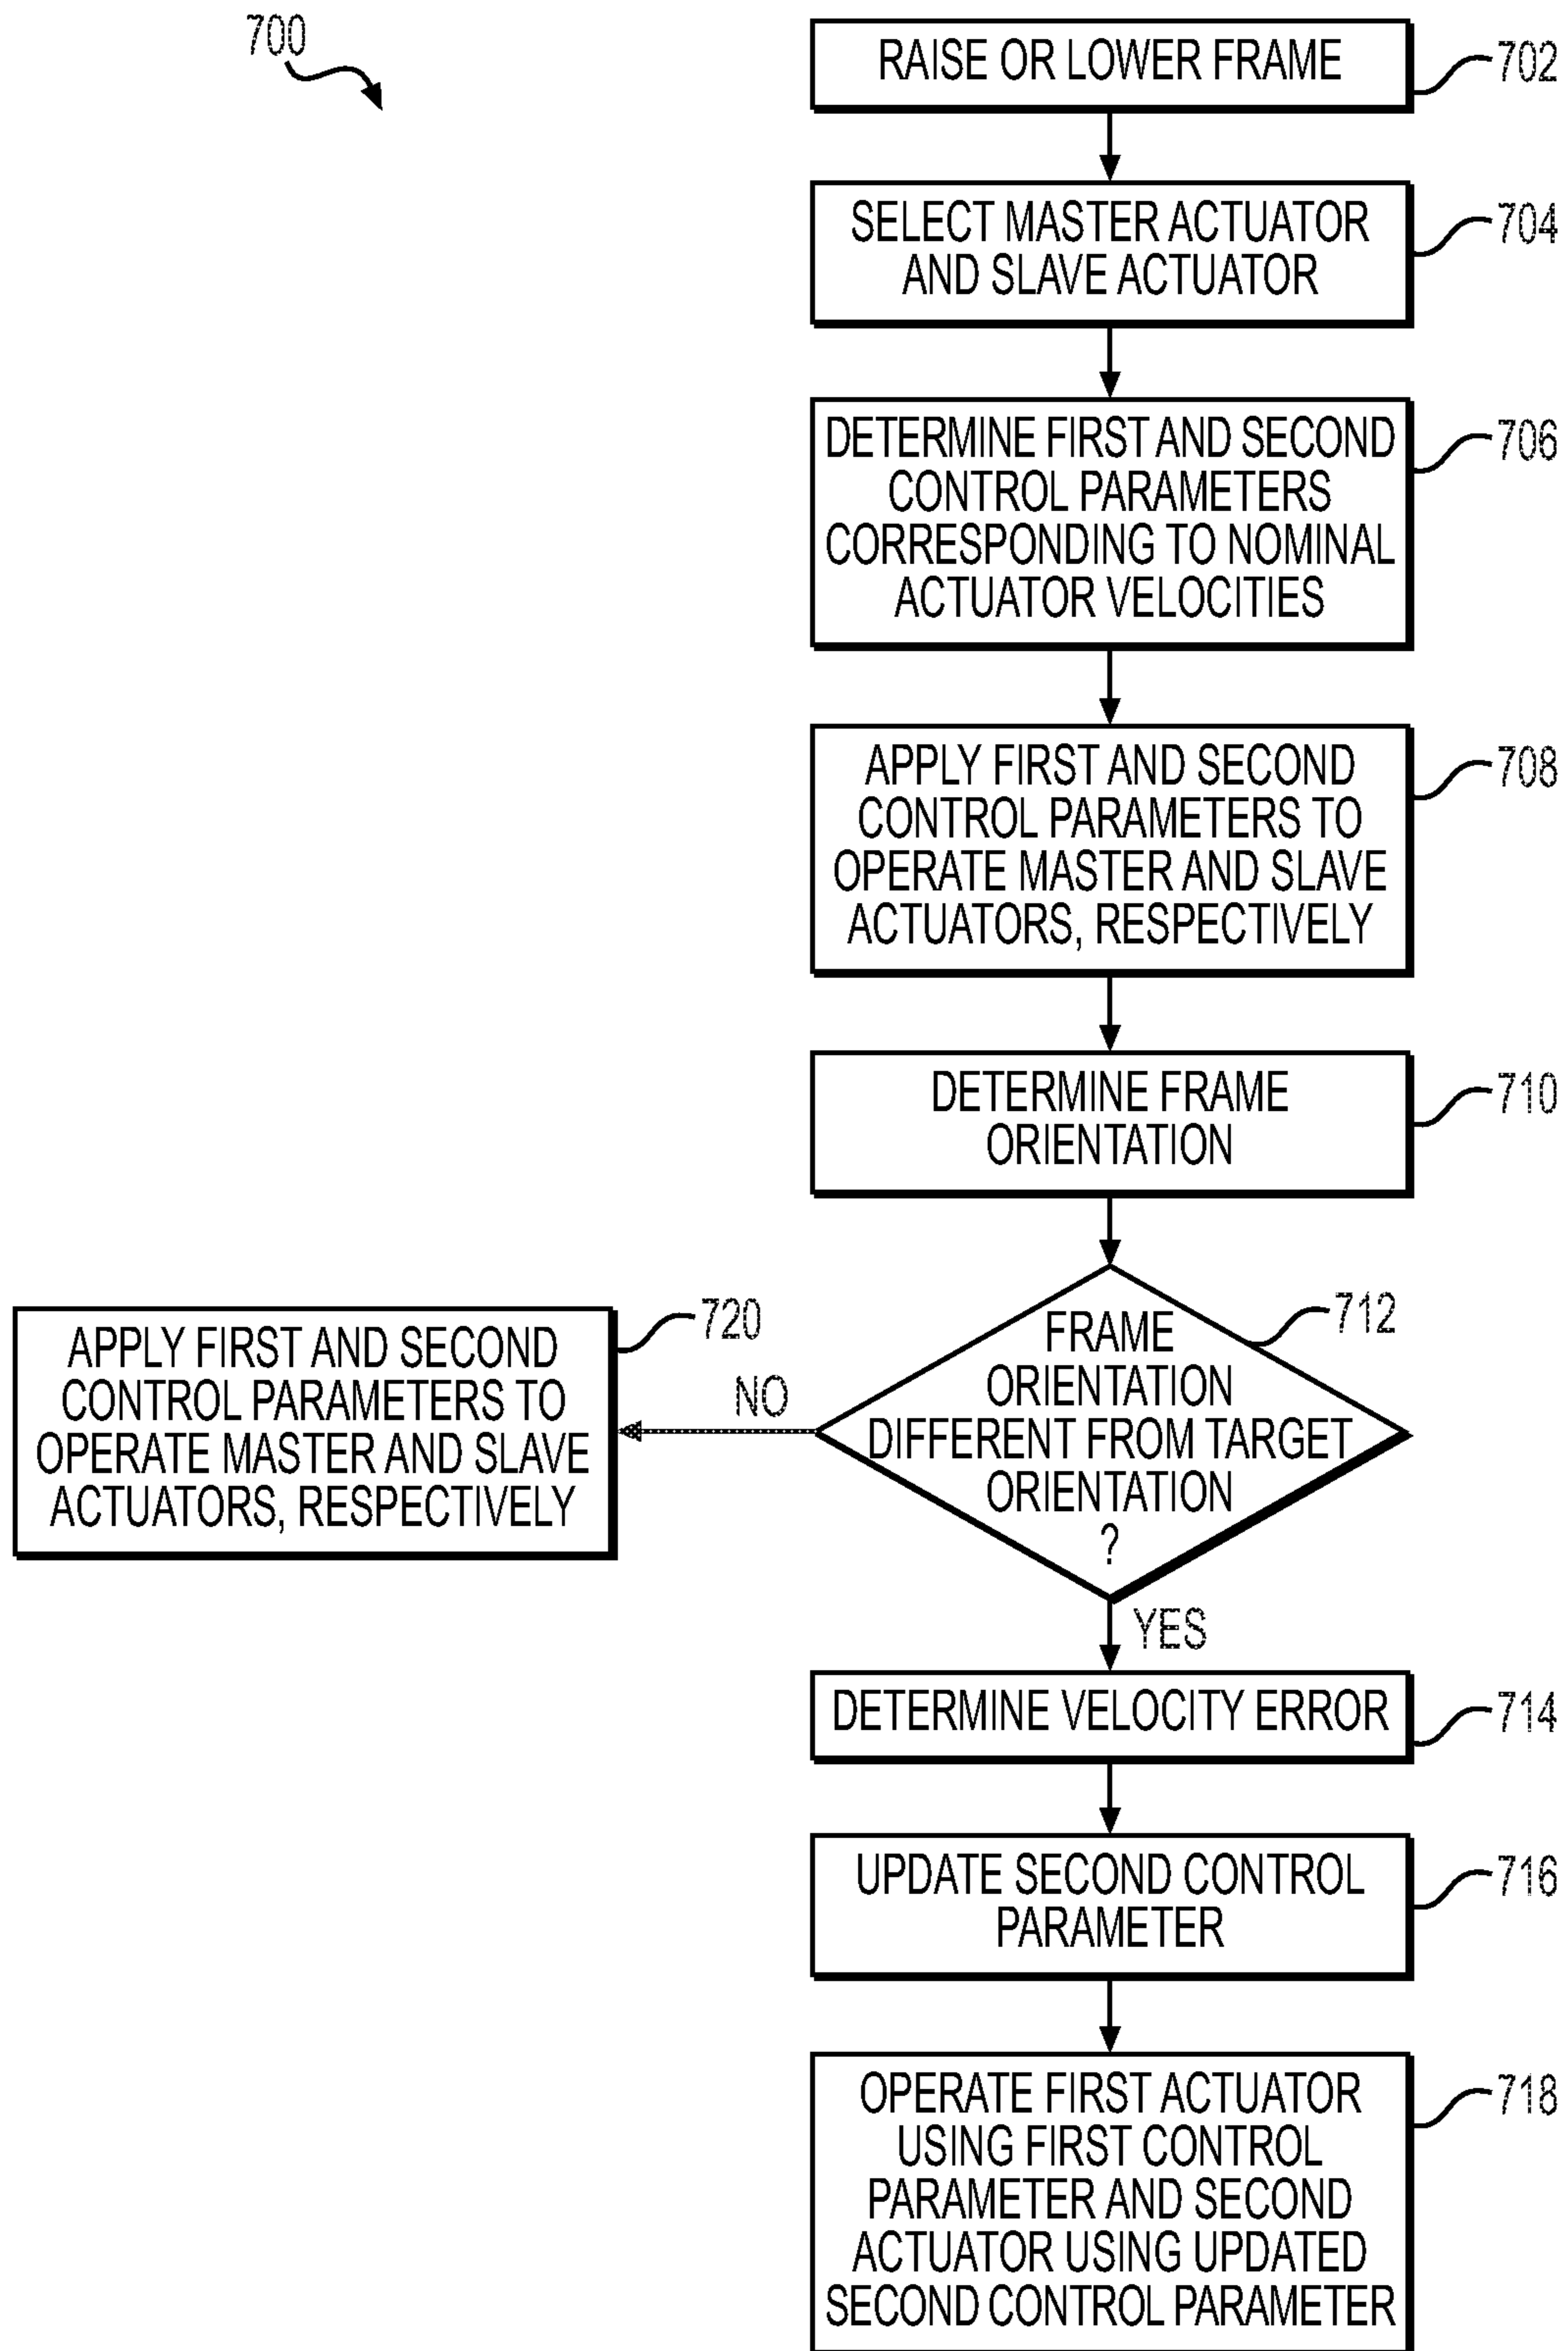 700
RAISE OR LOWER FRAME
702
SELECT MASTER ACTUATOR
AND SLAVE ACTUATOR
704
DETERMINE FIRST AND SECOND
CONTROL PARAMETERS
CORRESPONDING TO NOMINAL
ACTUATOR VELOCITIES
706
APPLY FIRST AND SECOND
CONTROL PARAMETERS TO
OPERATE MASTER AND SLAVE
ACTUATORS, RESPECTIVELY
708
DETERMINE FRAME
ORIENTATION
710
FRAME
ORIENTATION
DIFFERENT FROM TARGET
ORIENTATION
?
712
NO
APPLY FIRST AND SECOND
CONTROL PARAMETERS TO
OPERATE MASTER AND SLAVE
ACTUATORS, RESPECTIVELY
720
YES
DETERMINE VELOCITY ERROR
714
UPDATE SECOND CONTROL
PARAMETER
716
OPERATE FIRST ACTUATOR
USING FIRST CONTROL
PARAMETER AND SECOND
ACTUATOR USING UPDATED
SECOND CONTROL PARAMETER
718